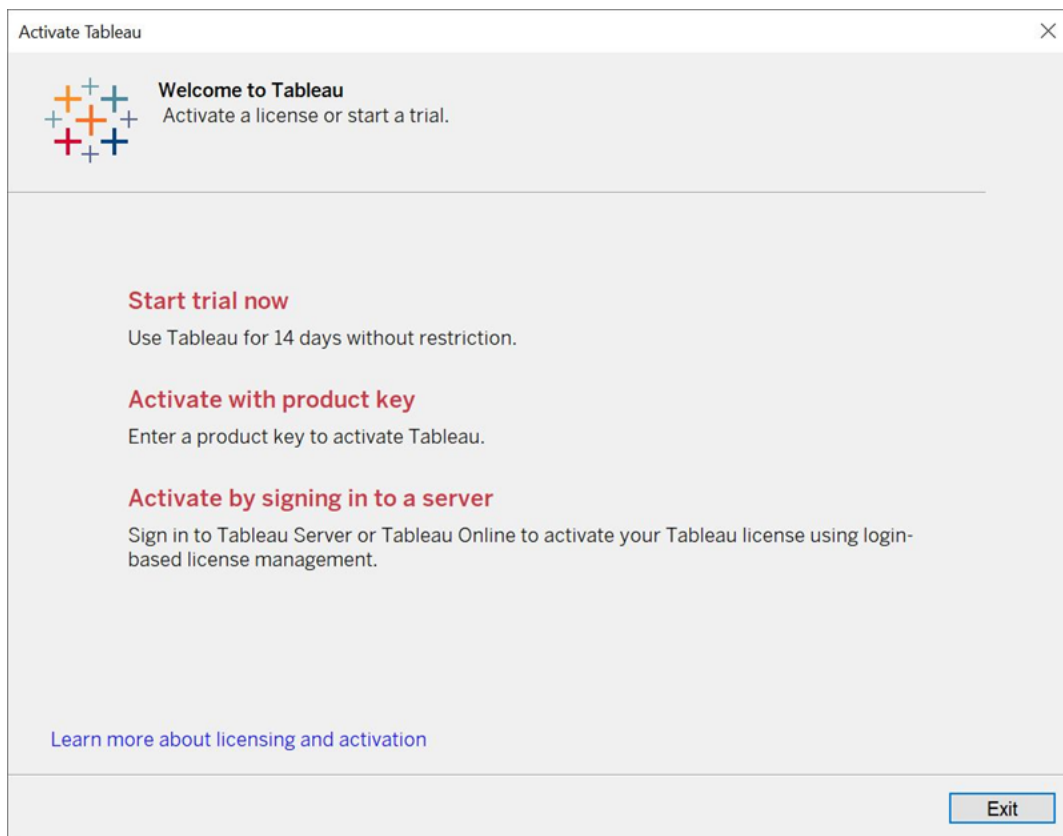 Activate Tableau
Welcome to Tableau
Activate a license or start a trial.
Start trial now
Use Tableau for 14 days without restriction.
Activate with product key
Enter a product key to activate Tableau.
Activate by signing in to a server
Sign in to Tableau Server or Tableau Online to activate your Tableau license using login-
based license management.
Learn more about licensing and activation
Exit